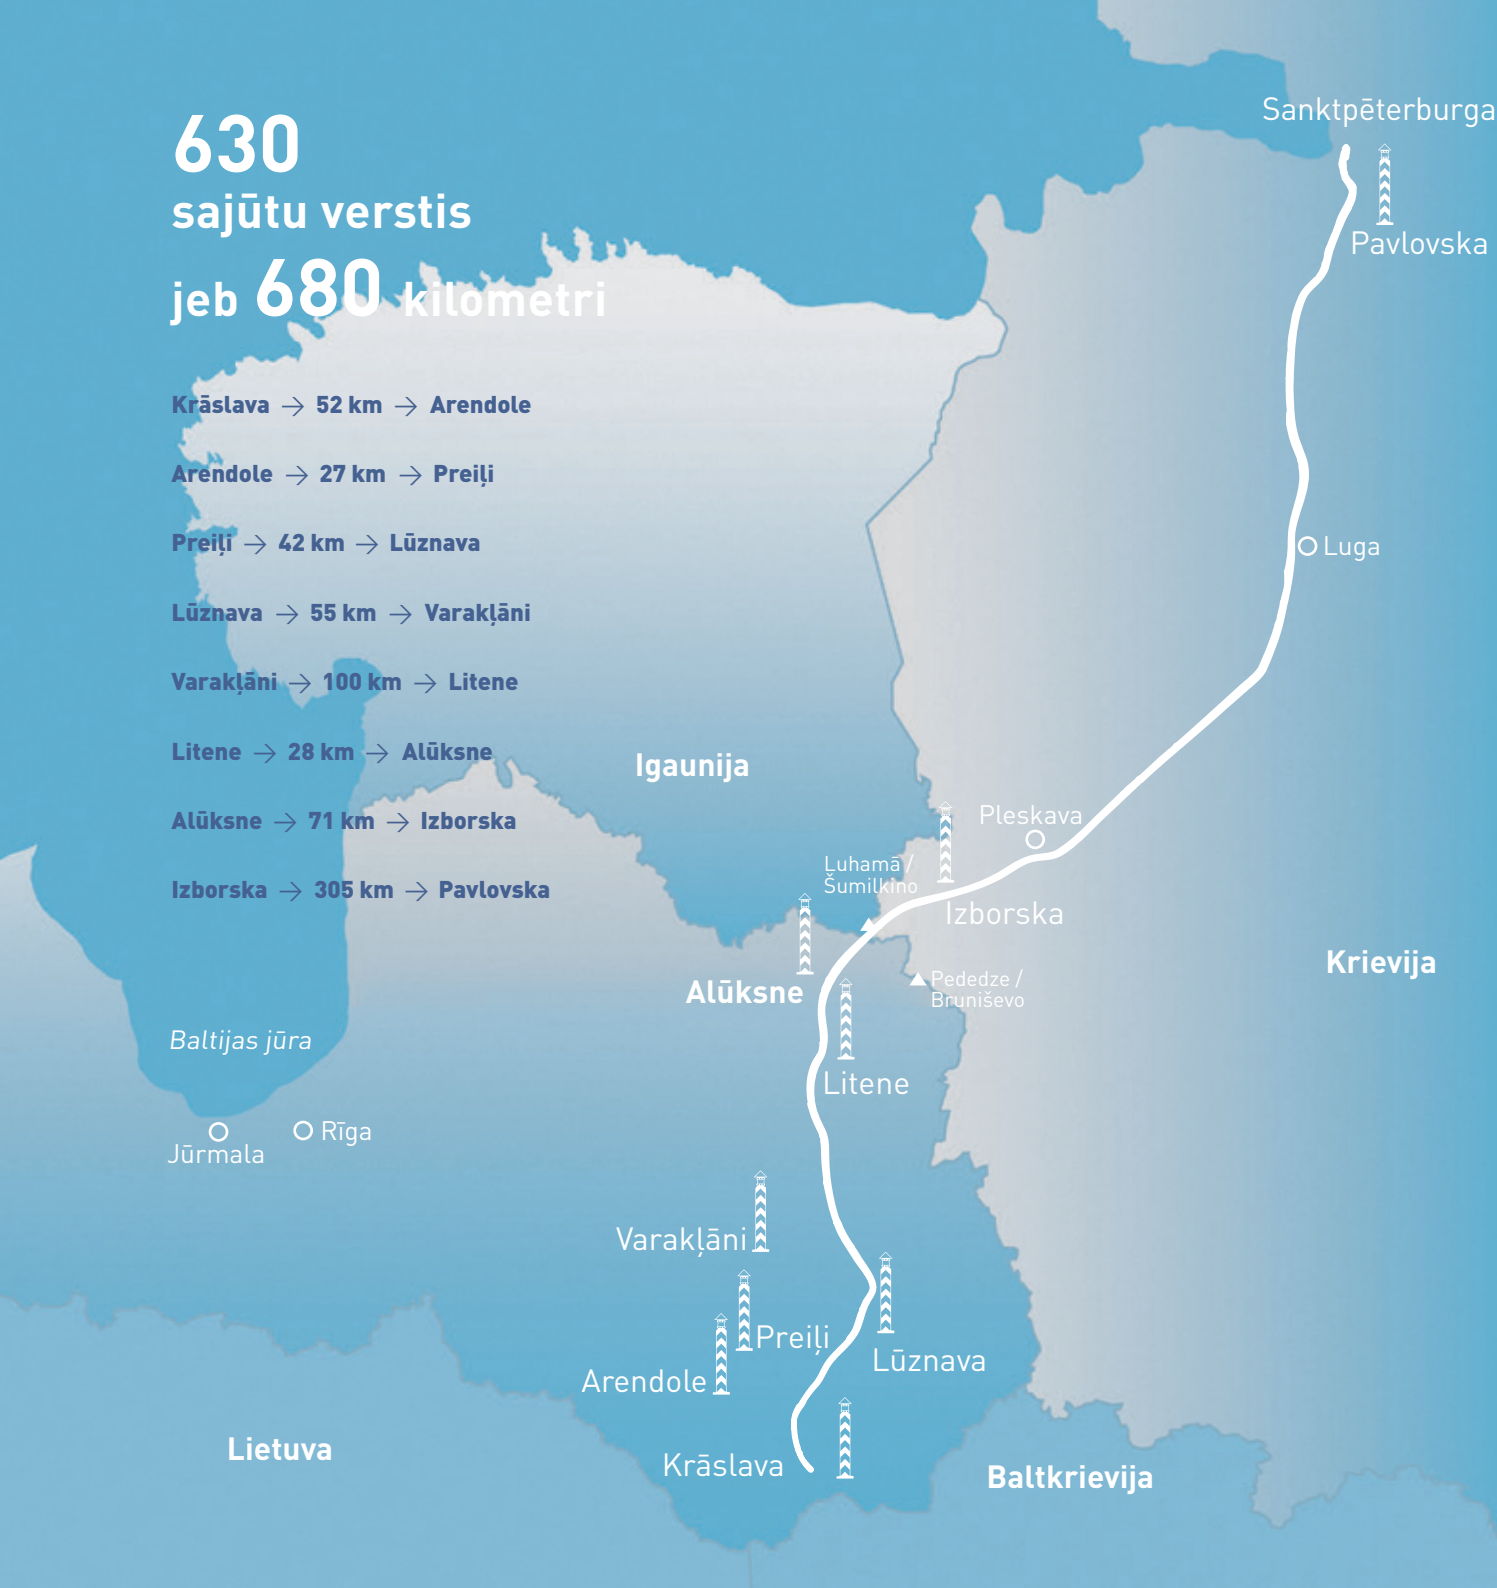 630
sajūtu verstis
jeb 680 kilometri
Krāslava → 52 km → Arendole
Arendole → 27 km → Preiļi
Preiļi → 42 km → Lūznava
Lūznava → 55 km → Varakļāni
Varakļāni → 100 km → Litene
Litene → 28 km → Alūksne
Alūksne → 71 km → Izborska
Izborska → 305 km → Pavlovska
Sanktpēterburga
Pavlovska
Luga
Igaunija
Pleskava
Luhamā /
Šumilkino
Izborska
Krievija
Alūksne
Pededze /
Bruniševo
Baltijas jūra
Litene
Rīga
Jūrmala
Varakļāni
Preiļi
Lūznava
Arendole
Lietuva
Krāslava
Baltkrievija